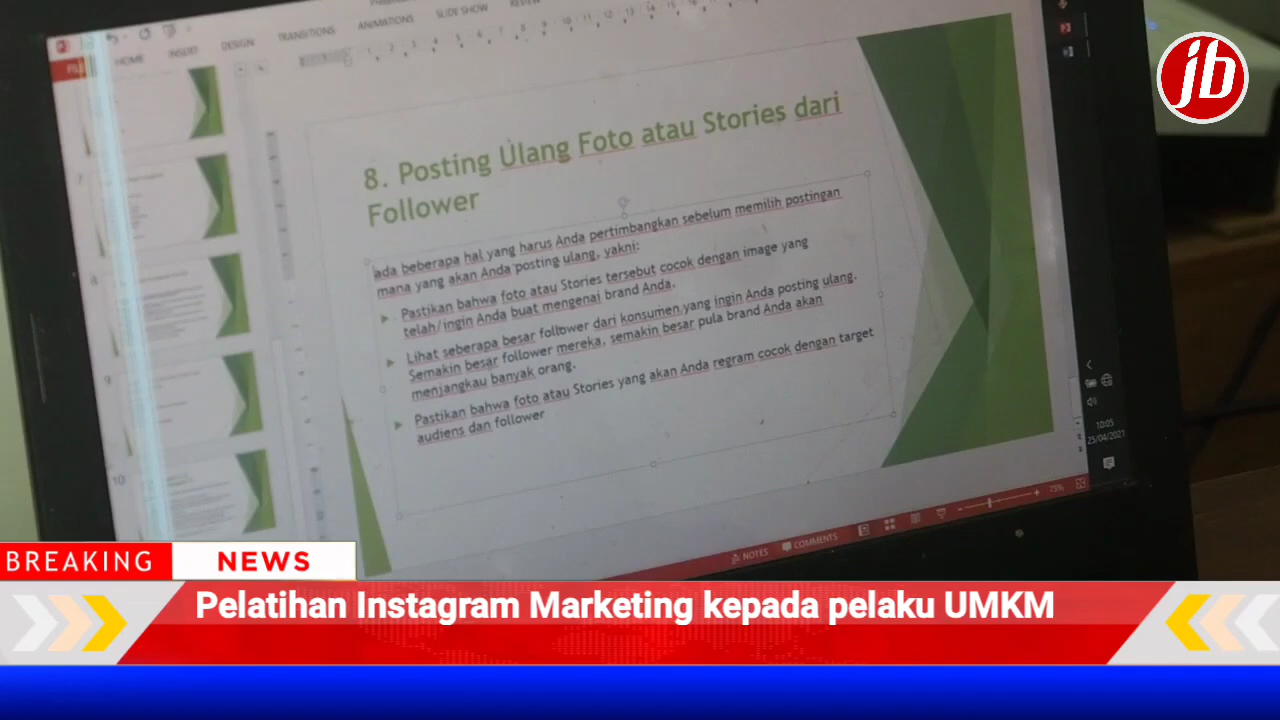 HOME INSERT DESIGN TRANSITIONS ANIMATIONS SLIDE SHOW
jb
8. Posting Ulang Foto atau Stories dari
Follower
ada beberapa hal yang harus Anda pertimbangkan sebelum memilih postingan
mana yang akan Anda posting ulang, yakni:
Pastikan bahwa foto atau Stories tersebut cocok dengan image yang
telah/ingin Anda buat mengenai brand Anda.
Lihat seberapa besar follower dari konsumen yang ingin Anda posting ulang.
Semakin besar follower mereka, semakin besar pula brand Anda akan
menjangkau banyak orang.
Pastikan bahwa foto atau Stories yang akan Anda regram cocok dengan target
audiens dan follower
8
9
10
10:05
25/04/2021
NOTES COMMENTS 75%
BREAKING NEWS
Pelatihan Instagram Marketing kepada pelaku UMKM